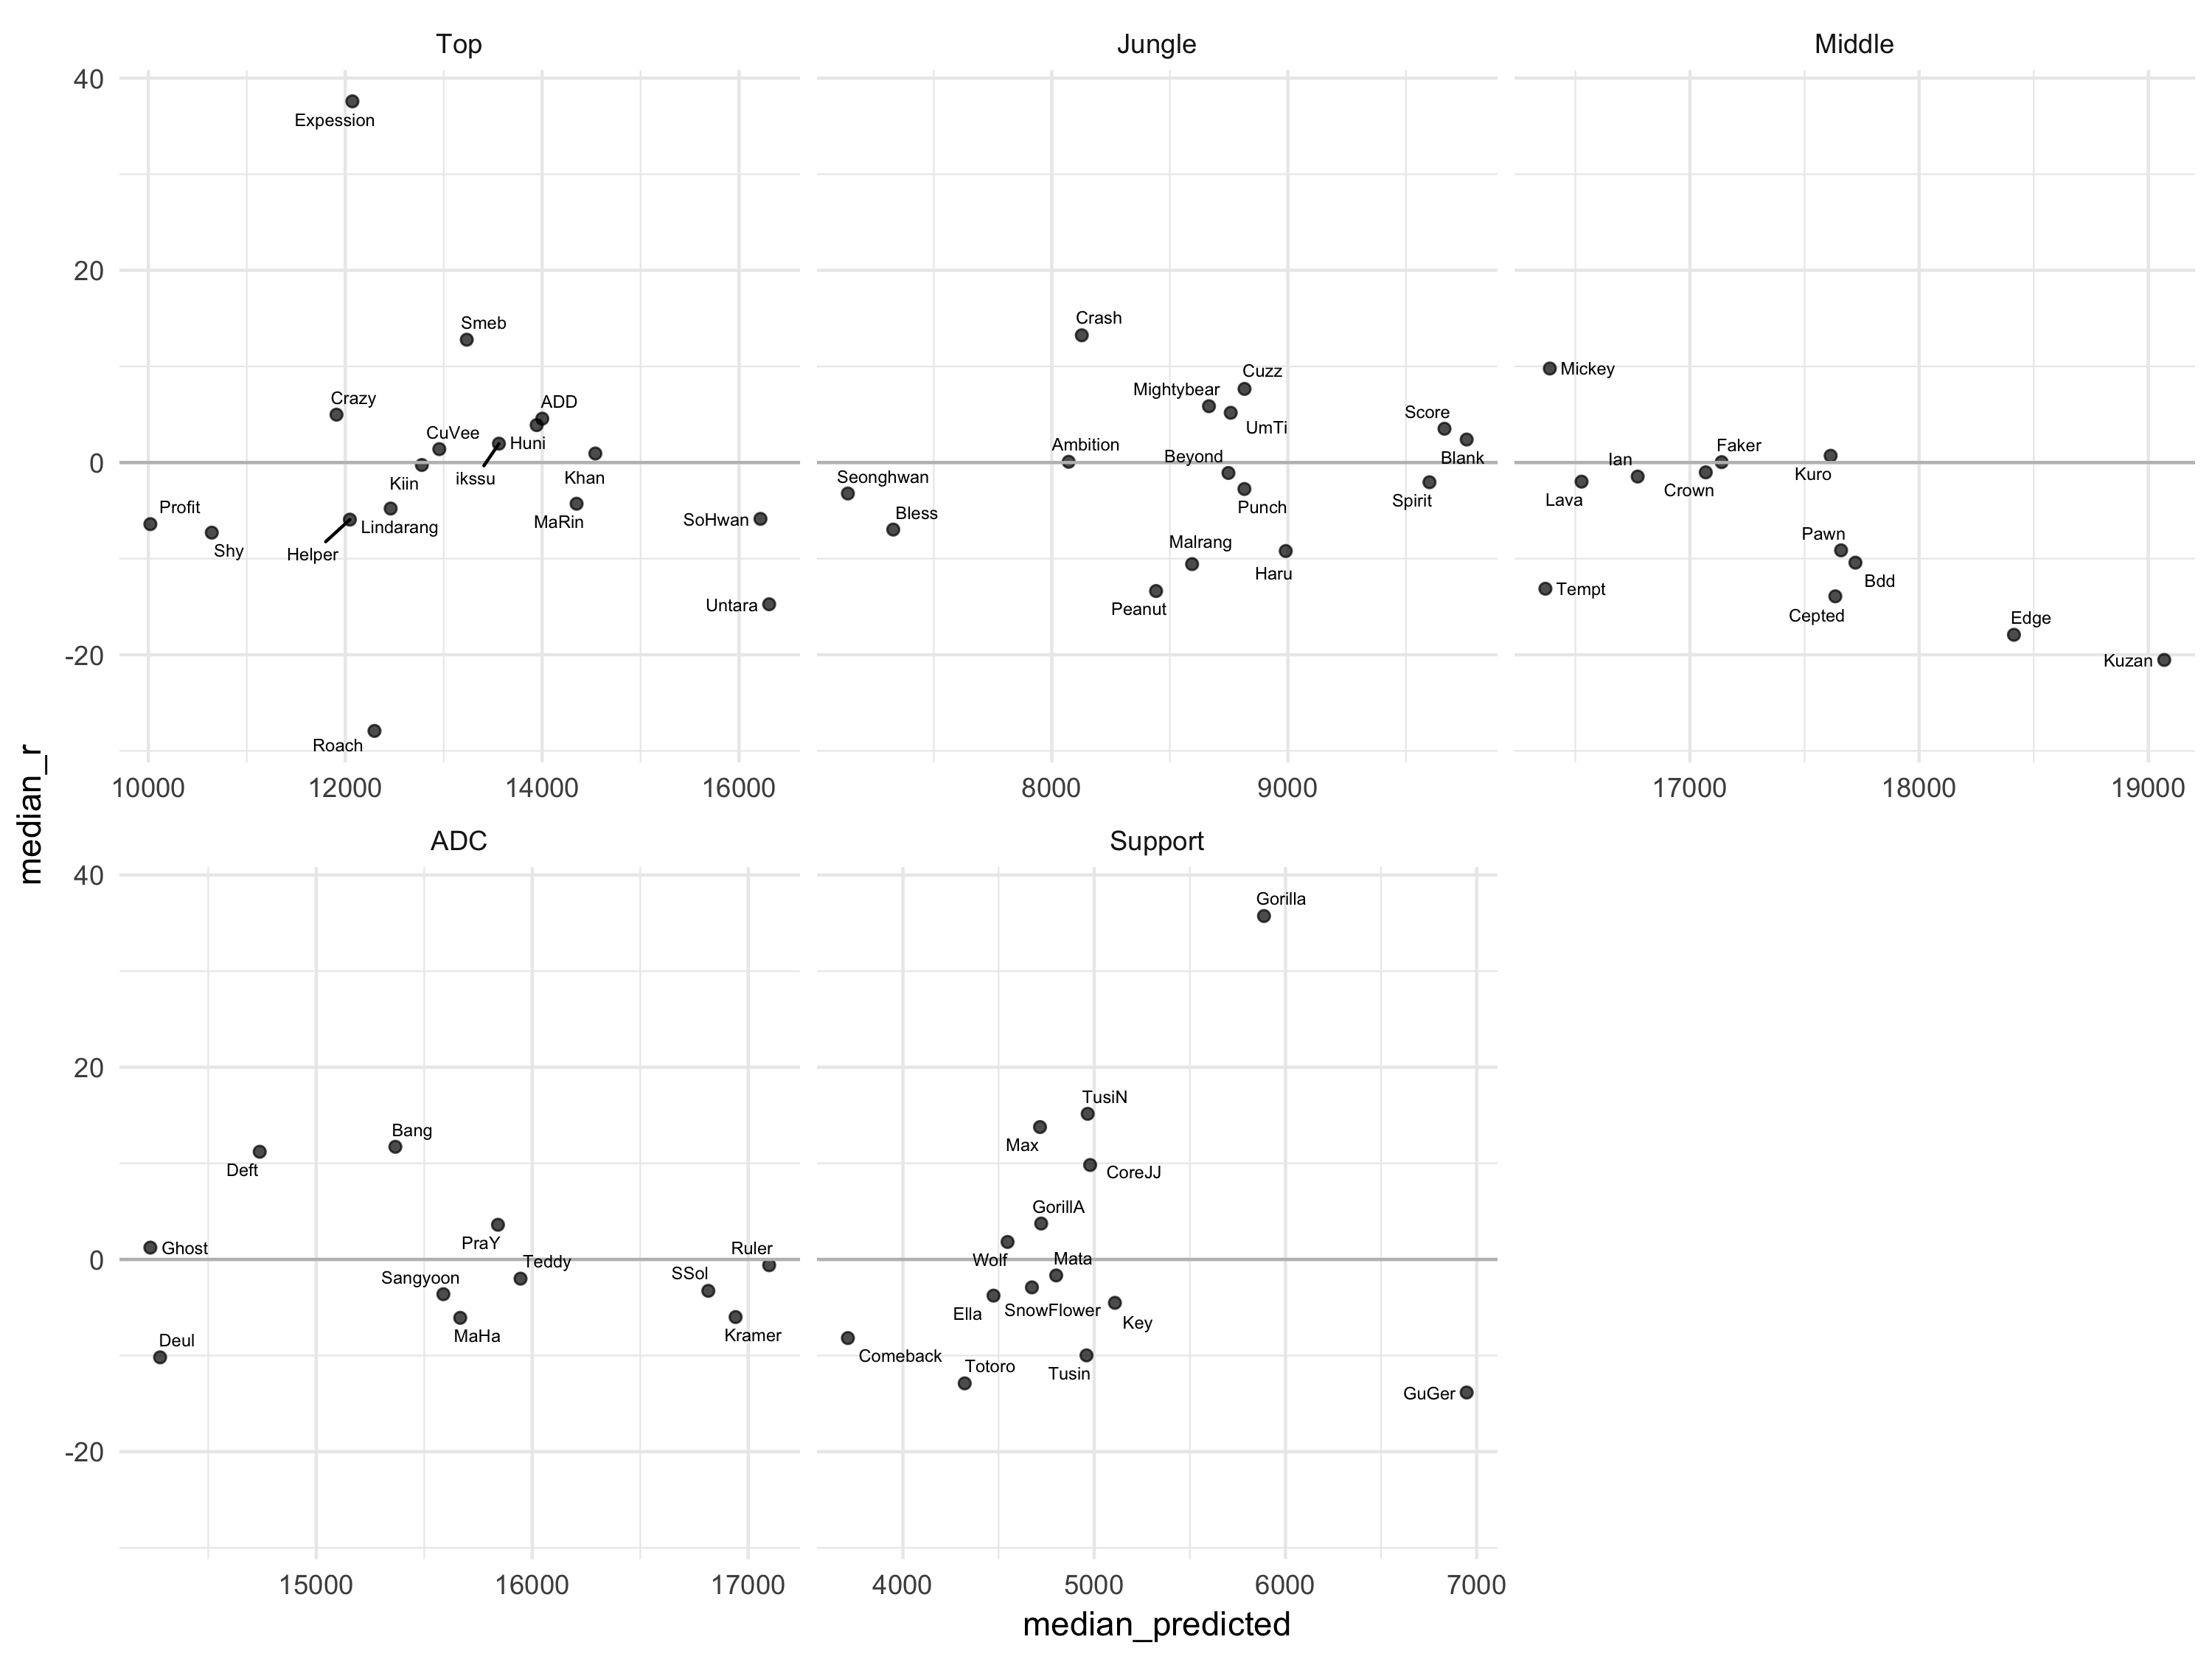 Top
Jungle
Middle
40
20
0
-20
Expession
Smeb
Crazy
ADD
CuVee
Huni
ikssu
Khan
Kiin
Profit
Shy
Helper
Lindarang
MaRin
SoHwan
Untara
Roach
10000 12000 14000 16000
Crash
Cuzz
Mightybear
UmTi
Score
Blank
Ambition
Beyond
Spirit
Seonghwan
Punch
Bless
Malrang
Haru
Peanut
8000 9000
Mickey
Faker
Ian
Kuro
Crown
Lava
Pawn
Bdd
Tempt
Cepted
Edge
Kuzan
17000 18000 19000
median_r
ADC
Support
40
20
0
-20
Bang
Deft
PraY
Ghost
Teddy
Ruler
Sangyoon
SSol
MaHa
Kramer
Deul
15000 16000 17000
Gorilla
TusiN
Max
CoreJJ
GorillA
Wolf
Mata
SnowFlower
Ella
Key
Comeback
Totoro
Tusin
GuGer
4000 5000 6000 7000
median_predicted